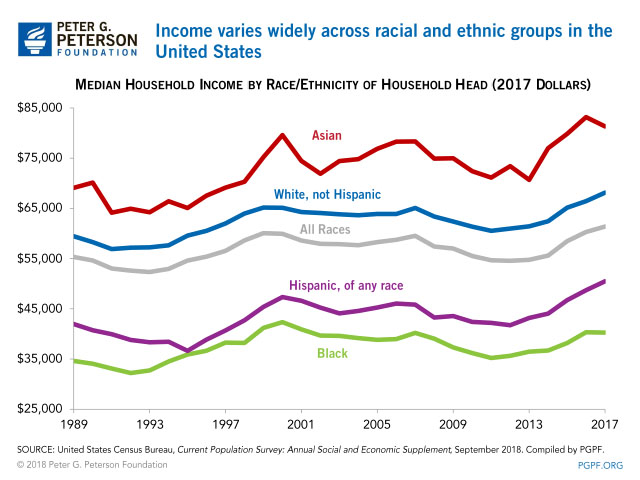 PETER G.
PETERSON
FOUNDATION
Income varies widely across racial and ethnic groups in the
United States
MEDIAN HOUSEHOLD INCOME BY RACE/ETHNICITY OF HOUSEHOLD HEAD (2017 DOLLARS)
$85,000
$75,000
$65,000
$55,000
$45,000
$35,000
$25,000
Asian
White, not Hispanic
All Races
Hispanic, of any race
Black
1989 1993 1997 2001 2005 2009 2013 2017
SOURCE: United States Census Bureau, Current Population Survey: Annual Social and Economic Supplement, September 2018. Compiled by PGPF.
© 2018 Peter G. Peterson Foundation
PGPF.ORG